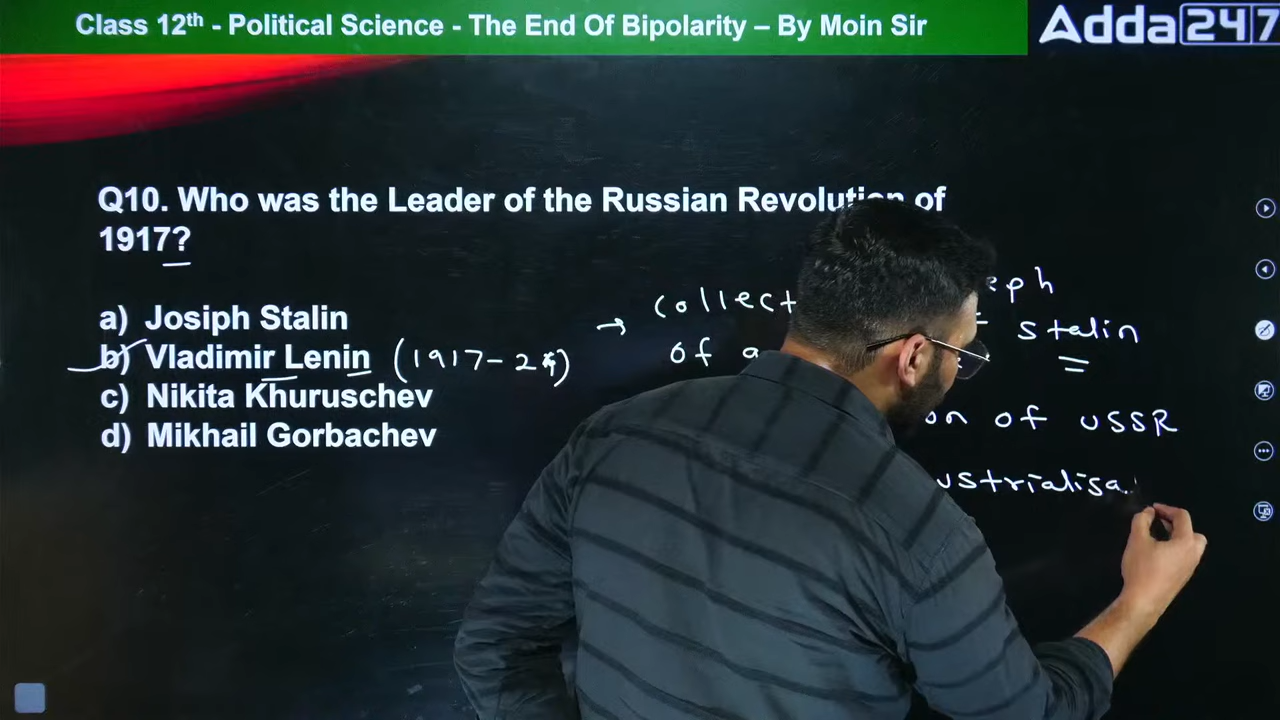 Class 12th - Political Science - The End Of Bipolarity – By Moin Sir
Adda247
Q10. Who was the Leader of the Russian Revolution of
1917?
a) Josiph Stalin
b) Vladimir Lenin (1917-24)
c) Nikita Khuruschev
d) Mikhail Gorbachev
→ collect eph
of a stalin
on of USSR
ustrialisa